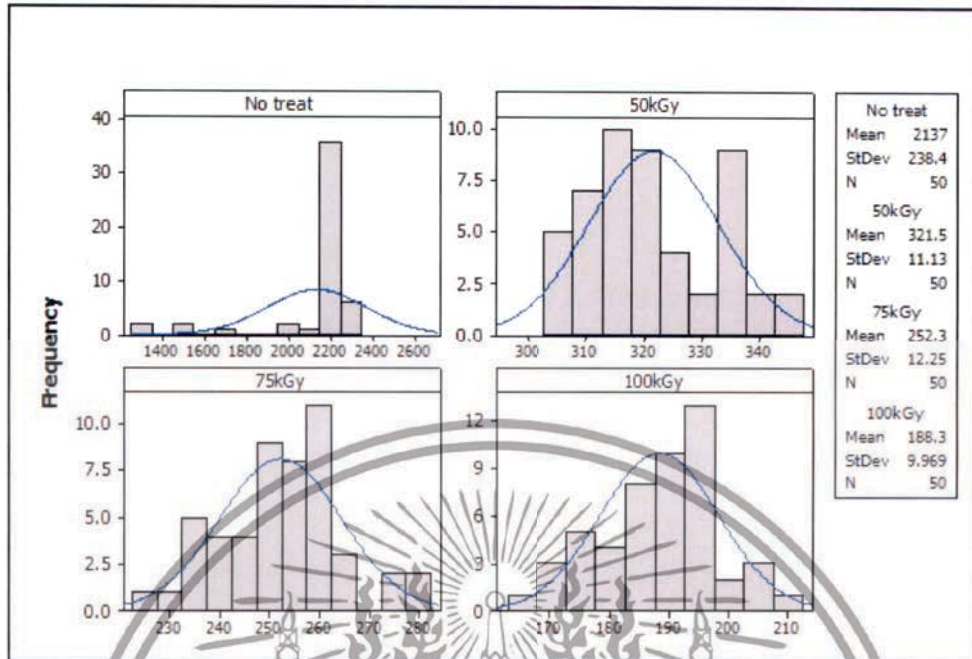 No treat
40
30
20
10
0
1400 1600 1800 2000 2200 2400 2600
50kGy
10.0
7.5
5.0
2.5
0.0
300 310 320 330 340
Frequency
75kGy
10.0
7.5
5.0
2.5
0.0
230 240 250 260 270 280
100kGy
12
9
6
3
0
170 180 190 200 210
No treat
Mean 2137
StDev 238.4
N 50
50kGy
Mean 321.5
StDev 11.13
N 50
75kGy
Mean 252.3
StDev 12.25
N 50
100kGy
Mean 188.3
StDev 9.969
N 50